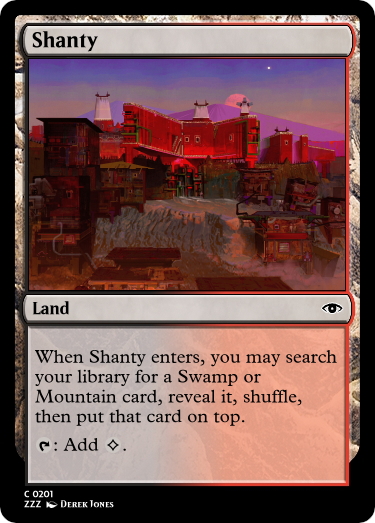 Shanty
Land
When Shanty enters, you may search
your library for a Swamp or
Mountain card, reveal it, shuffle,
then put that card on top.
: Add .
C 0201
ZZZ Derek Jones